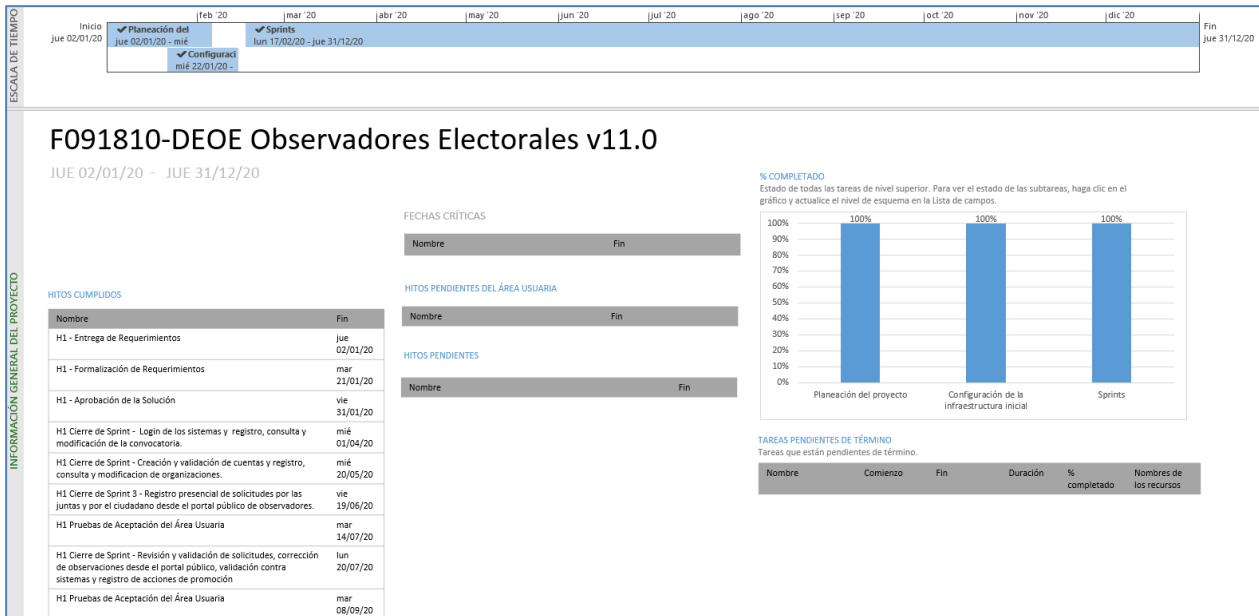 ESCALA DE TIEMPO
feb '20 mar '20 abr '20 may '20 jun '20 jul '20 ago '20 sep '20 oct '20 nov '20 dic '20
Inicio
jue 02/01/20
Planeación del
jue 02/01/20 - mié
Sprints
lun 17/02/20 - jue 31/12/20
Configuraci
mié 22/01/20 -
Fin
jue 31/12/20
INFORMACIÓN GENERAL DEL PROYECTO
F091810-DEOE Observadores Electorales v11.0
JUE 02/01/20 - JUE 31/12/20
HITOS CUMPLIDOS
Nombre Fin
H1 - Entrega de Requerimientos jue
02/01/20
H1 - Formalización de Requerimientos mar
21/01/20
H1 - Aprobación de la Solución vie
31/01/20
H1 Cierre de Sprint - Login de los sistemas y registro, consulta y mié
modificación de la convocatoria. 01/04/20
H1 Cierre de Sprint - Creación y validación de cuentas y registro, mié
consulta y modificacion de organizaciones. 20/05/20
H1 Cierre de Sprint 3 - Registro presencial de solicitudes por las vie
juntas y por el ciudadano desde el portal público de observadores. 19/06/20
H1 Pruebas de Aceptación del Área Usuaria mar
14/07/20
H1 Cierre de Sprint - Revisión y validación de solicitudes, corrección lun
de observaciones desde el portal público, validación contra 20/07/20
sistemas y registro de acciones de promoción
H1 Pruebas de Aceptación del Área Usuaria mar
08/09/20
FECHAS CRÍTICAS
Nombre Fin
HITOS PENDIENTES DEL ÁREA USUARIA
Nombre Fin
HITOS PENDIENTES
Nombre Fin
% COMPLETADO
Estado de todas las tareas de nivel superior. Para ver el estado de las subtareas, haga clic en el
gráfico y actualice el nivel de esquema en la Lista de campos.
100% 100% 100%
100%
90%
80%
70%
60%
50%
40%
30%
20%
10%
0%
Planeación del proyecto Configuración de la Sprints
infraestructura inicial
TAREAS PENDIENTES DE TÉRMINO
Tareas que están pendientes de término.
Nombre Comienzo Fin Duración % Nombres de
completado los recursos